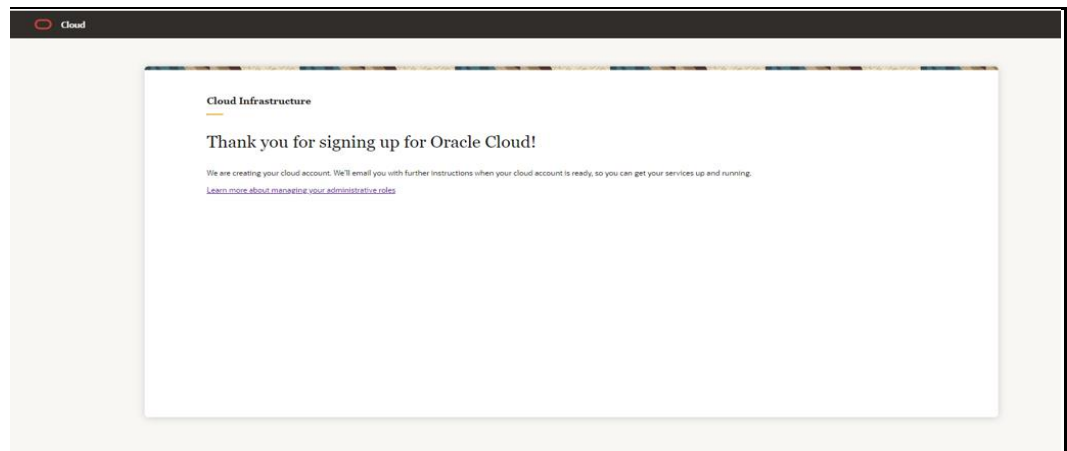 Cloud
Cloud Infrastructure
Thank you for signing up for Oracle Cloud!
We are creating your cloud account. We'll email you with further instructions when your cloud account is ready, so you can get your services up and running.
Learn more about managing your administrative roles